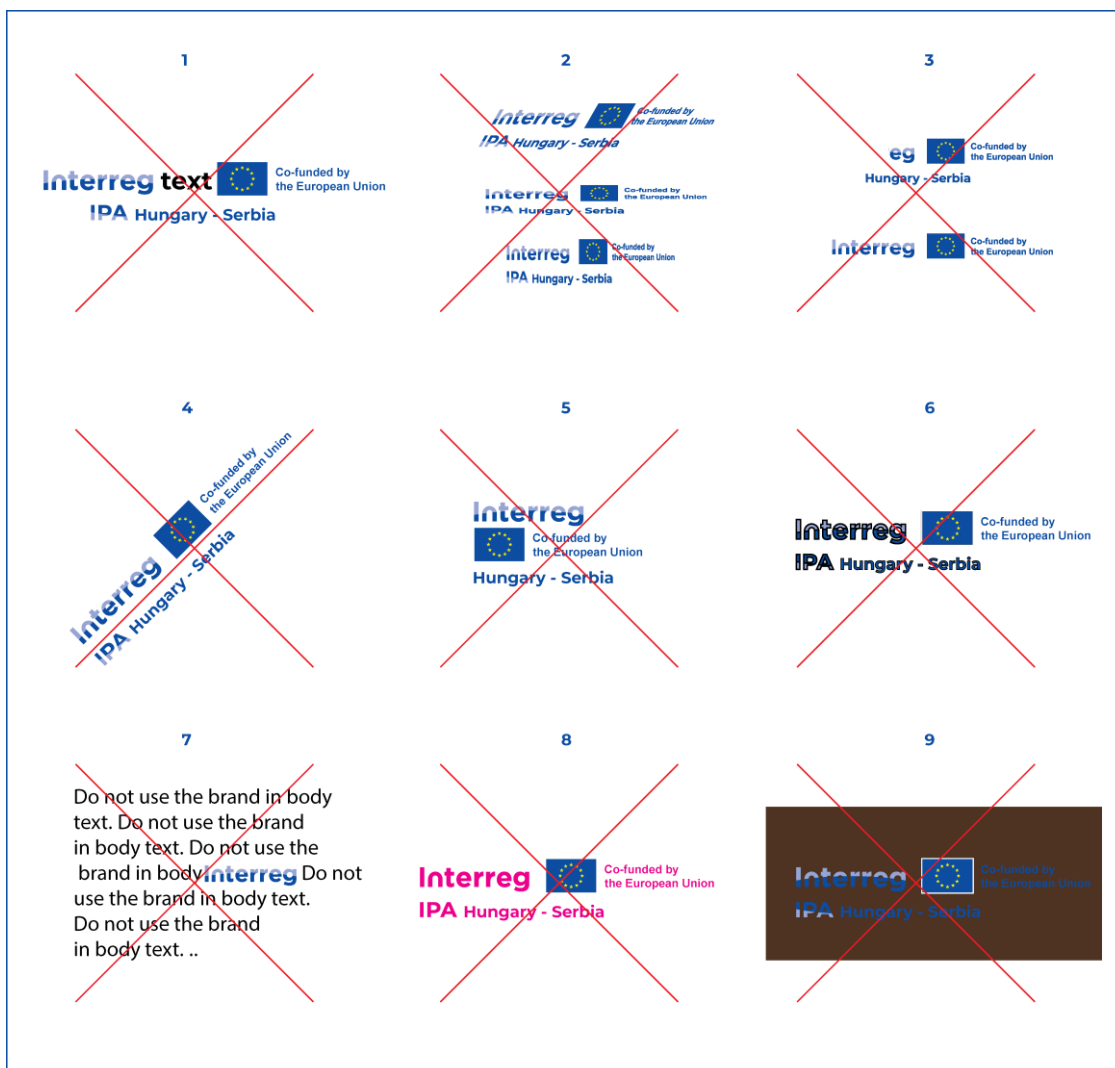 1
Interreg text Co-funded by
the European Union
IPA Hungary - Serbia
2
Interreg Co-funded by
the European Union
IPA Hungary - Serbia
Interreg Co-funded by
the European Union
IPA Hungary - Serbia
Interreg Co-funded by
the European Union
IPA Hungary - Serbia
3
eg Co-funded by
the European Union
Hungary - Serbia
Interreg Co-funded by
the European Union
4
Interreg Co-funded by
the European Union
IPA Hungary - Serbia
5
Interreg
Co-funded by
the European Union
Hungary - Serbia
6
Interreg Co-funded by
the European Union
IPA Hungary - Serbia
7
Do not use the brand in body
text. Do not use the brand
in body text. Do not use the
brand in body Interreg Do not
use the brand in body text.
Do not use the brand
in body text. ..
8
Interreg Co-funded by
the European Union
IPA Hungary - Serbia
9
Interreg Co-funded by
the European Union
IPA Hungary - Serbia